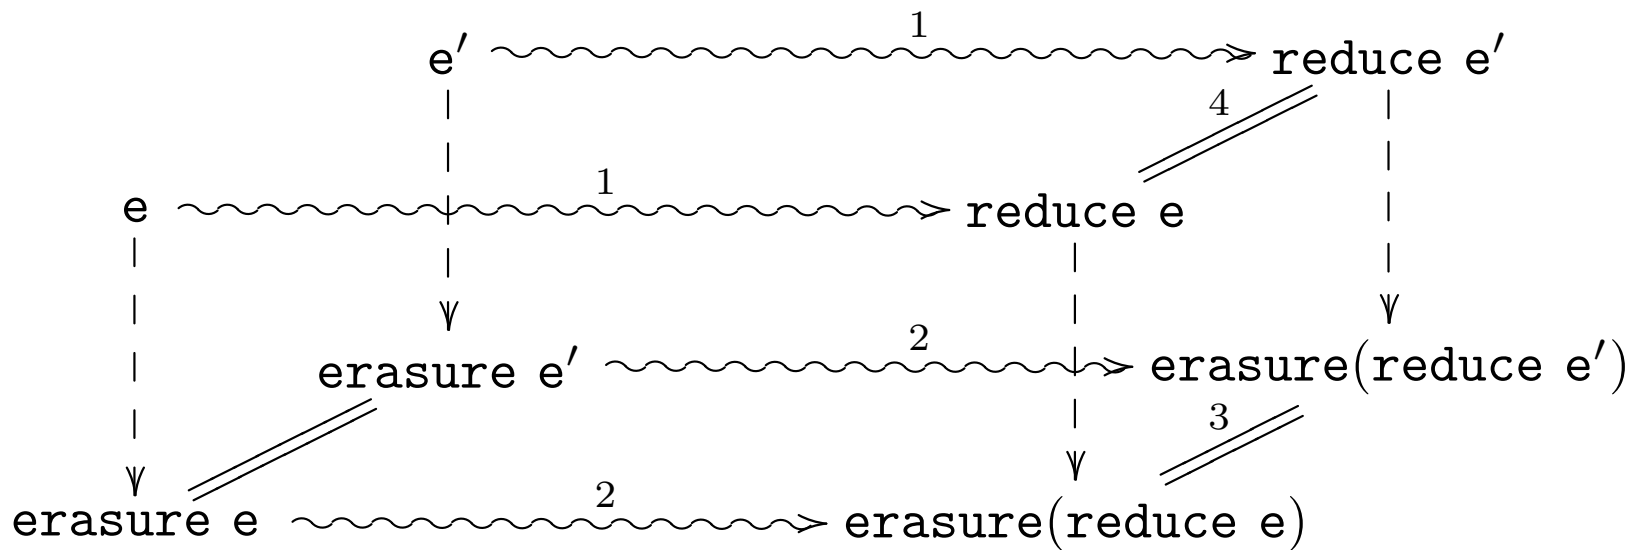 1
e′ reduce e′
4
1
e reduce e
2
erasure e′ erasure(reduce e′)
3
2
erasure e erasure(reduce e)